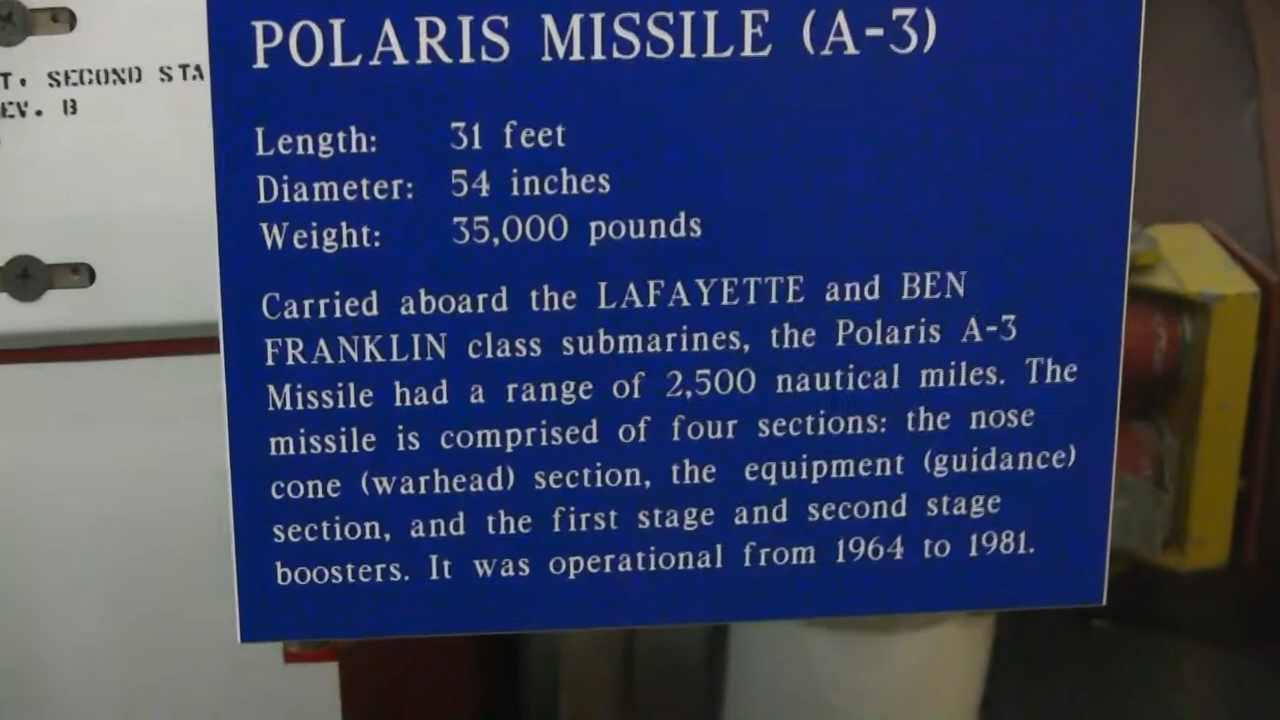 POLARIS MISSILE (A-3)
T. SECOND STA
EV. B
Length: 31 feet
Diameter: 54 inches
Weight: 35,000 pounds
Carried aboard the LAFAYETTE and BEN
FRANKLIN class submarines, the Polaris A-3
Missile had a range of 2,500 nautical miles. The
missile is comprised of four sections: the nose
cone (warhead) section, the equipment (guidance)
section, and the first stage and second stage
boosters. It was operational from 1964 to 1981.